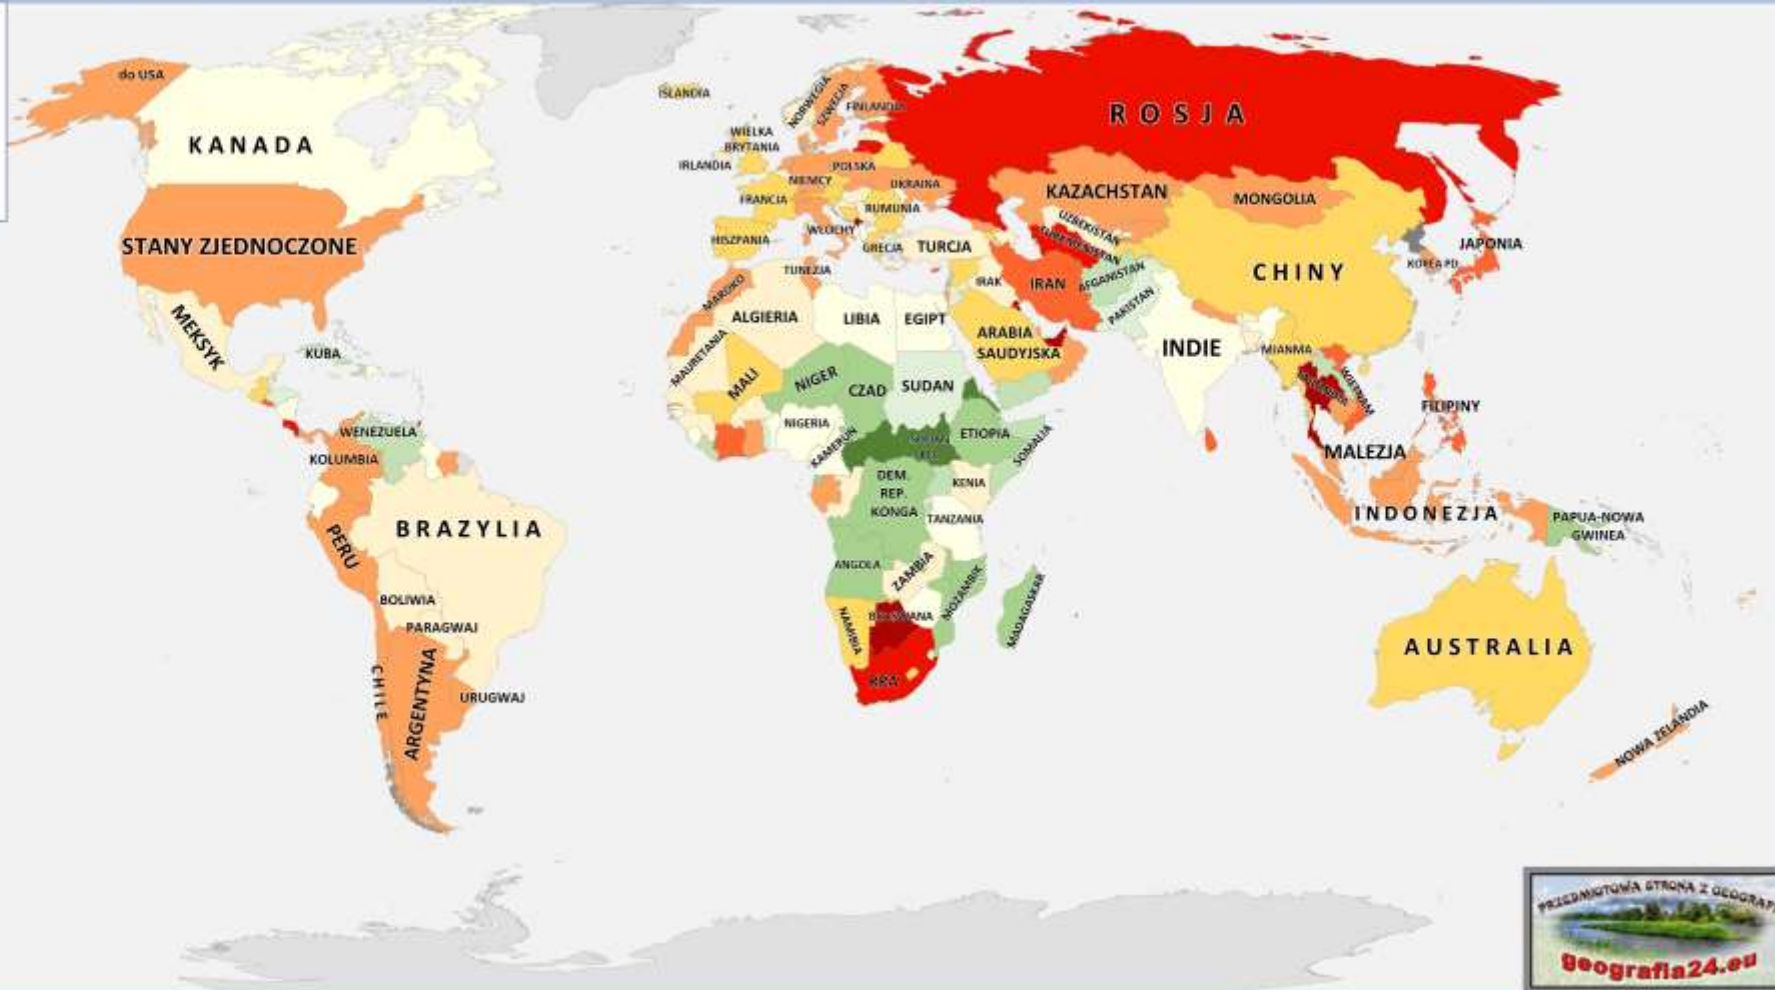 do USA
KANADA
STANY ZJEDNOCZONE
MEKSYK
KUBA
WENEZUELA
KOLUMBIA
PERU
BRAZYLIA
BOLIWIA
PARAGWAJ
CHILE
ARGENTYNA
URUGWAJ
ISLANDIA
NORWEGIA
SZWECJA
FINLANDIA
WIELKA
BRYTANIA
IRLANDIA
POLSKA
NIEMCY
UKRAINA
FRANCJA
RUMUNIA
WŁOCHY
HISZPANIA
GRECJA
TURCJA
ROSJA
KAZACHSTAN
MONGOLIA
UZBEKISTAN
TURKMENISTAN
CHINY
JAPONIA
KOREA PD.
MAROKO
TUNEZJA
ALGIERIA
LIBIA
EGIPT
IRAK
IRAN
AFGANISTAN
PAKISTAN
ARABIA
SAUDYJSKA
INDIE
MIANMA
WIETNAM
FILIPINY
MALEZJA
INDONEZJA
PAPUA-NOWA
GWINEA
MAURETANIA
MALI
NIGER
CZAD
SUDAN
NIGERIA
KAMERUN
ETIOPIA
SOMALIA
DEM.
REP.
KONGA
KENIA
TANZANIA
ANGOLA
ZAMBIA
MOZAMBIK
MADAGASKAR
NAMIBIA
BOTSWANA
RPA
AUSTRALIA
NOWA ZELANDIA
PRZEDMIOTOWA STRONA Z GEOGRAFII
geografia24.eu